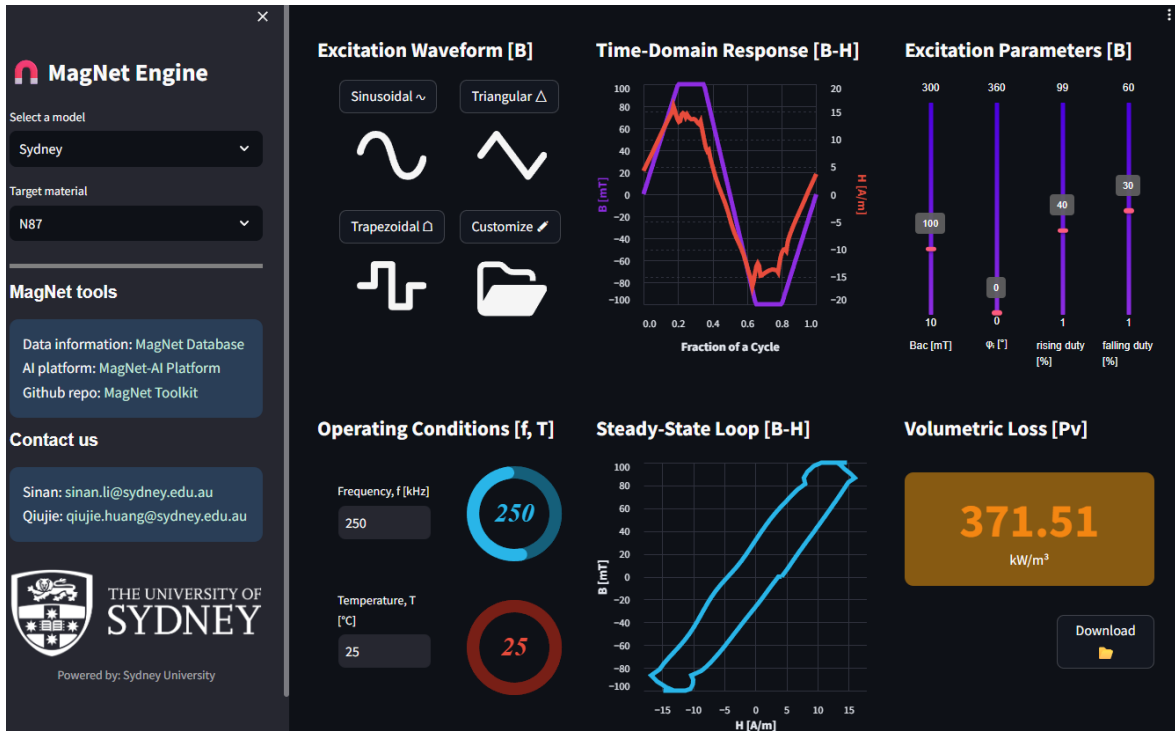 ×
MagNet Engine
Select a model
Sydney
Target material
N87
MagNet tools
Data information: MagNet Database
AI platform: MagNet-AI Platform
Github repo: MagNet Toolkit
Contact us
Sinan: sinan.li@sydney.edu.au
Qiujie: qiujie.huang@sydney.edu.au
THE UNIVERSITY OF
SYDNEY
Powered by: Sydney University
Excitation Waveform [B]
Sinusoidal ∿
Triangular △
Trapezoidal ☖
Customize
Time-Domain Response [B-H]
100
80
60
40
20
0
−20
−40
−60
−80
−100
B [mT]
20
15
10
5
0
−5
−10
−15
−20
H [A/m]
0.0 0.2 0.4 0.6 0.8 1.0
Fraction of a Cycle
Excitation Parameters [B]
300 360 99 60
100
0
40
30
10 0 1 1
Bac [mT]
φₜ [°]
rising duty
[%]
falling duty
[%]
Operating Conditions [f, T]
Frequency, f [kHz]
250
250
Temperature, T
[°C]
25
25
Steady-State Loop [B-H]
100
80
60
40
20
0
−20
−40
−60
−80
−100
B [mT]
−15 −10 −5 0 5 10 15
H [A/m]
Volumetric Loss [Pv]
371.51
kW/m³
Download